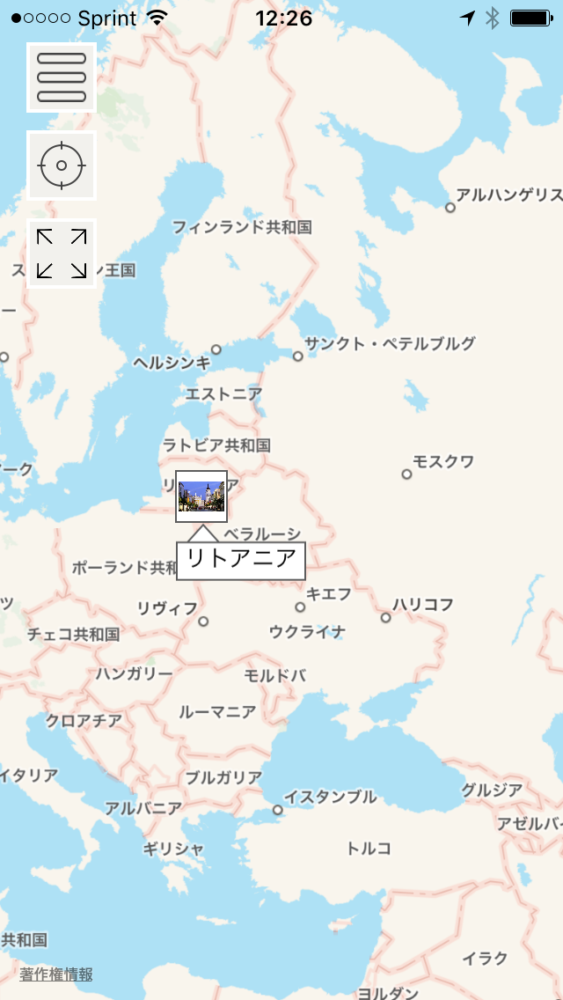 Sprint 12:26
アルハンゲリス
フィンランド共和国
ス ン王国
ー
サンクト・ペテルブルグ
ヘルシンキ
エストニア
ラトビア共和国
モスクワ
ーク
リ ア
ベラルーシ
リトアニア
ポーランド共和
キエフ
ツ
リヴィフ
ハリコフ
チェコ共和国
ウクライナ
ハンガリー
モルドバ
ルーマニア
クロアチア
イタリア
ブルガリア
グルジア
イスタンブル
アルバニア
アゼルバイ
ギリシャ
トルコ
共和国
イラク
著作権情報
ヨルダン